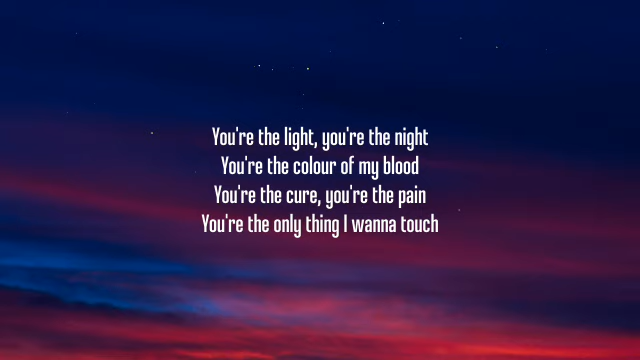 You're the light, you're the night
You're the colour of my blood
You're the cure, you're the pain
You're the only thing I wanna touch